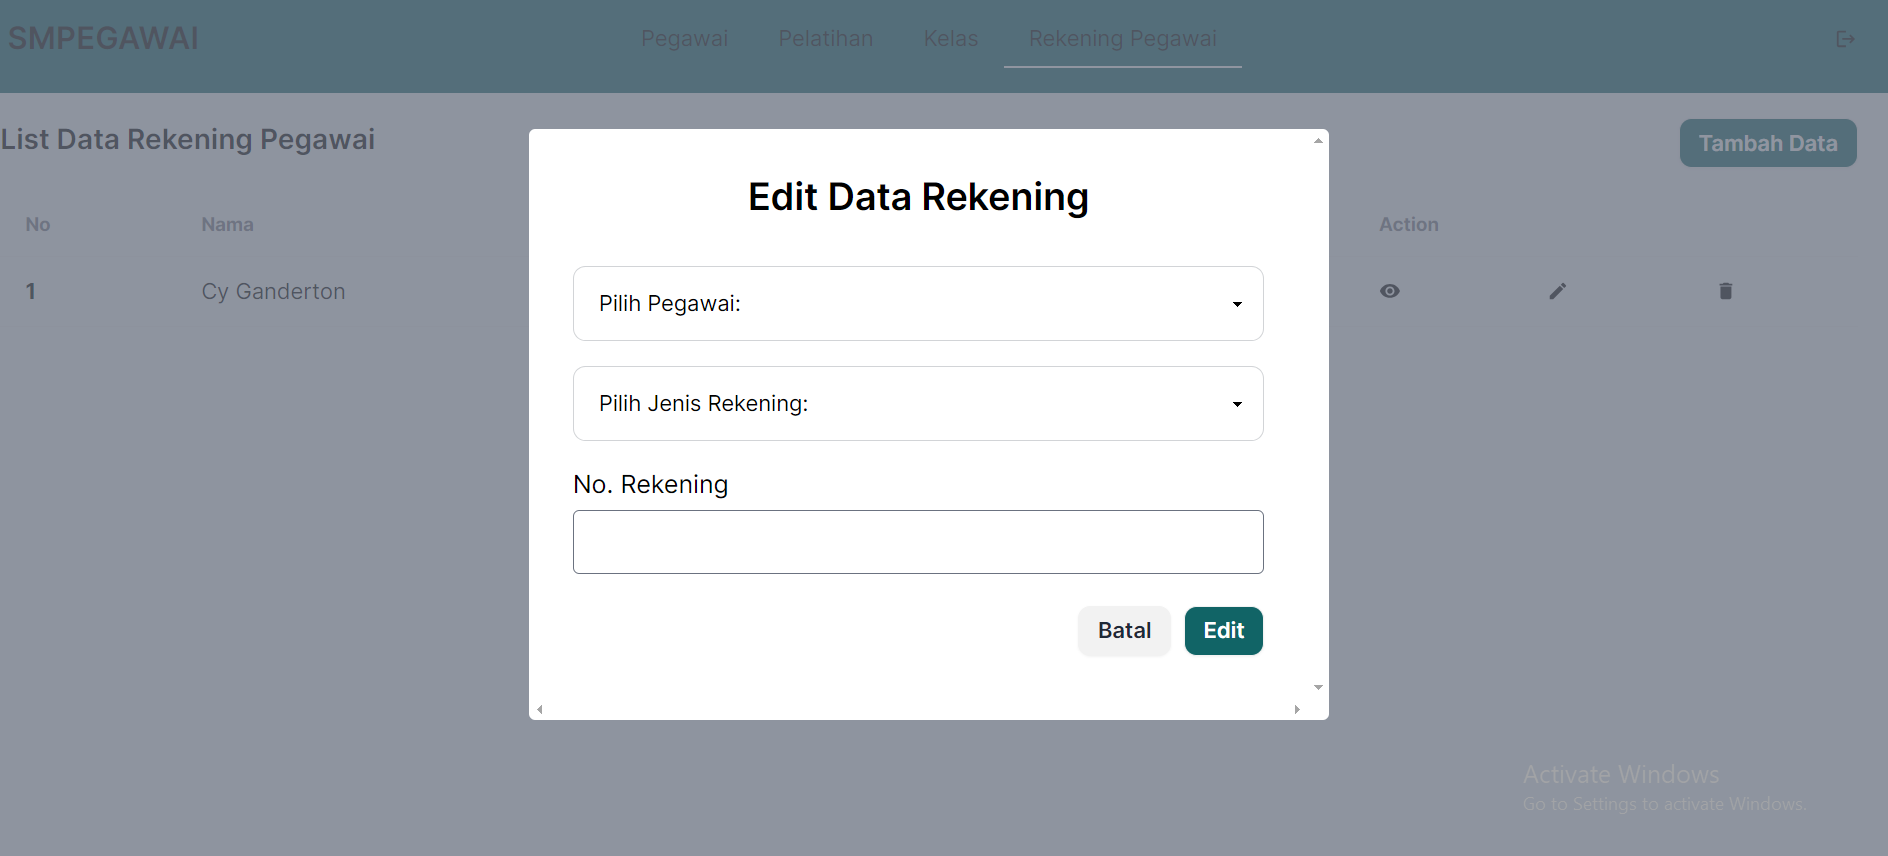 SMPEGAWAI
Pegawai
Pelatihan
Kelas
Rekening Pegawai
List Data Rekening Pegawai
Tambah Data
No
Nama
Action
1
Cy Ganderton
Edit Data Rekening
Pilih Pegawai:
Pilih Jenis Rekening:
No. Rekening
Batal
Edit
Activate Windows
Go to Settings to activate Windows.